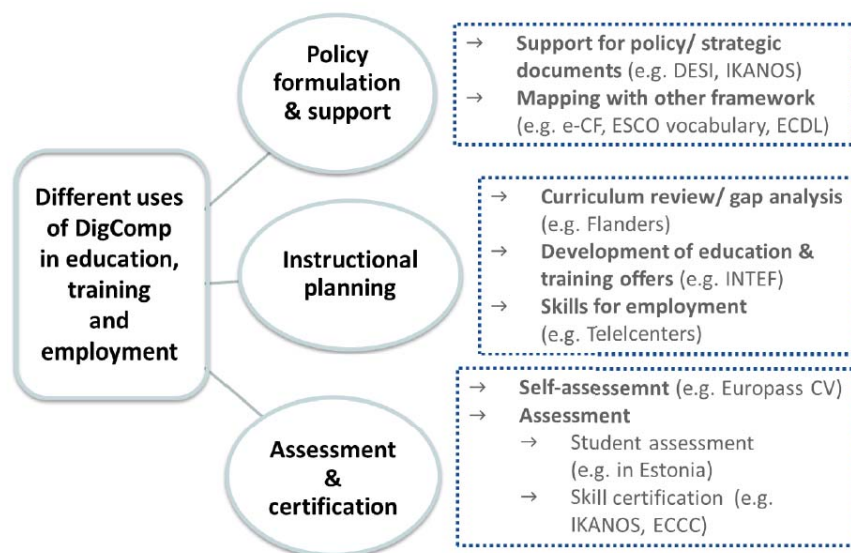 Different uses
of DigComp
in education,
training
and
employment
Policy
formulation
& support
→ Support for policy/ strategic
documents (e.g. DESI, IKANOS)
→ Mapping with other framework
(e.g. e-CF, ESCO vocabulary, ECDL)
Instructional
planning
→ Curriculum review/ gap analysis
(e.g. Flanders)
→ Development of education &
training offers (e.g. INTEF)
→ Skills for employment
(e.g. Telelcenters)
Assessment
&
certification
→ Self-assessemnt (e.g. Europass CV)
→ Assessment
→ Student assessment
(e.g. in Estonia)
→ Skill certification (e.g.
IKANOS, ECCC)